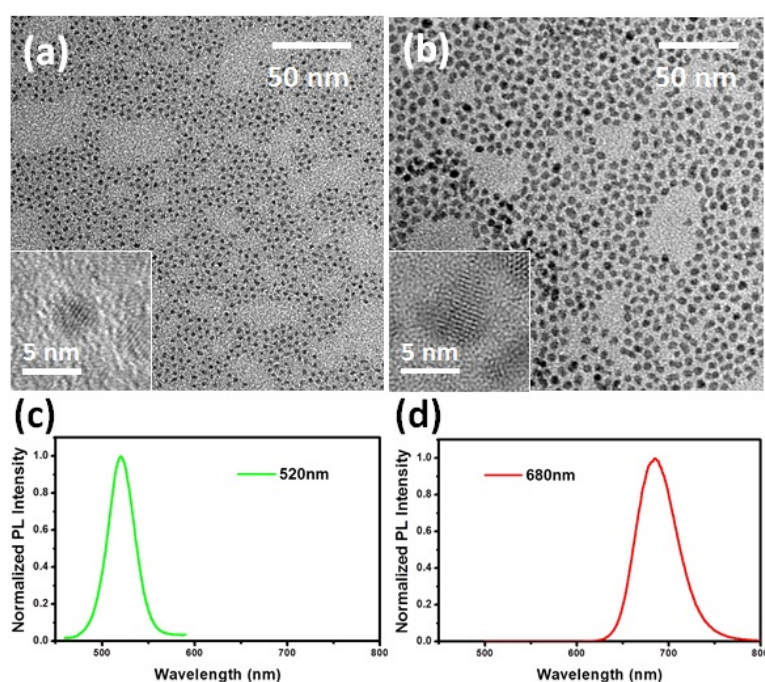 (a)
50 nm
5 nm
(b)
50 nm
5 nm
(c)
Normalized PL Intensity
1.0
0.8
0.6
0.4
0.2
0.0
520nm
500 600 700 800
Wavelength (nm)
(d)
Normalized PL Intensity
1.0
0.8
0.6
0.4
0.2
0.0
680nm
500 600 700 800
Wavelength (nm)